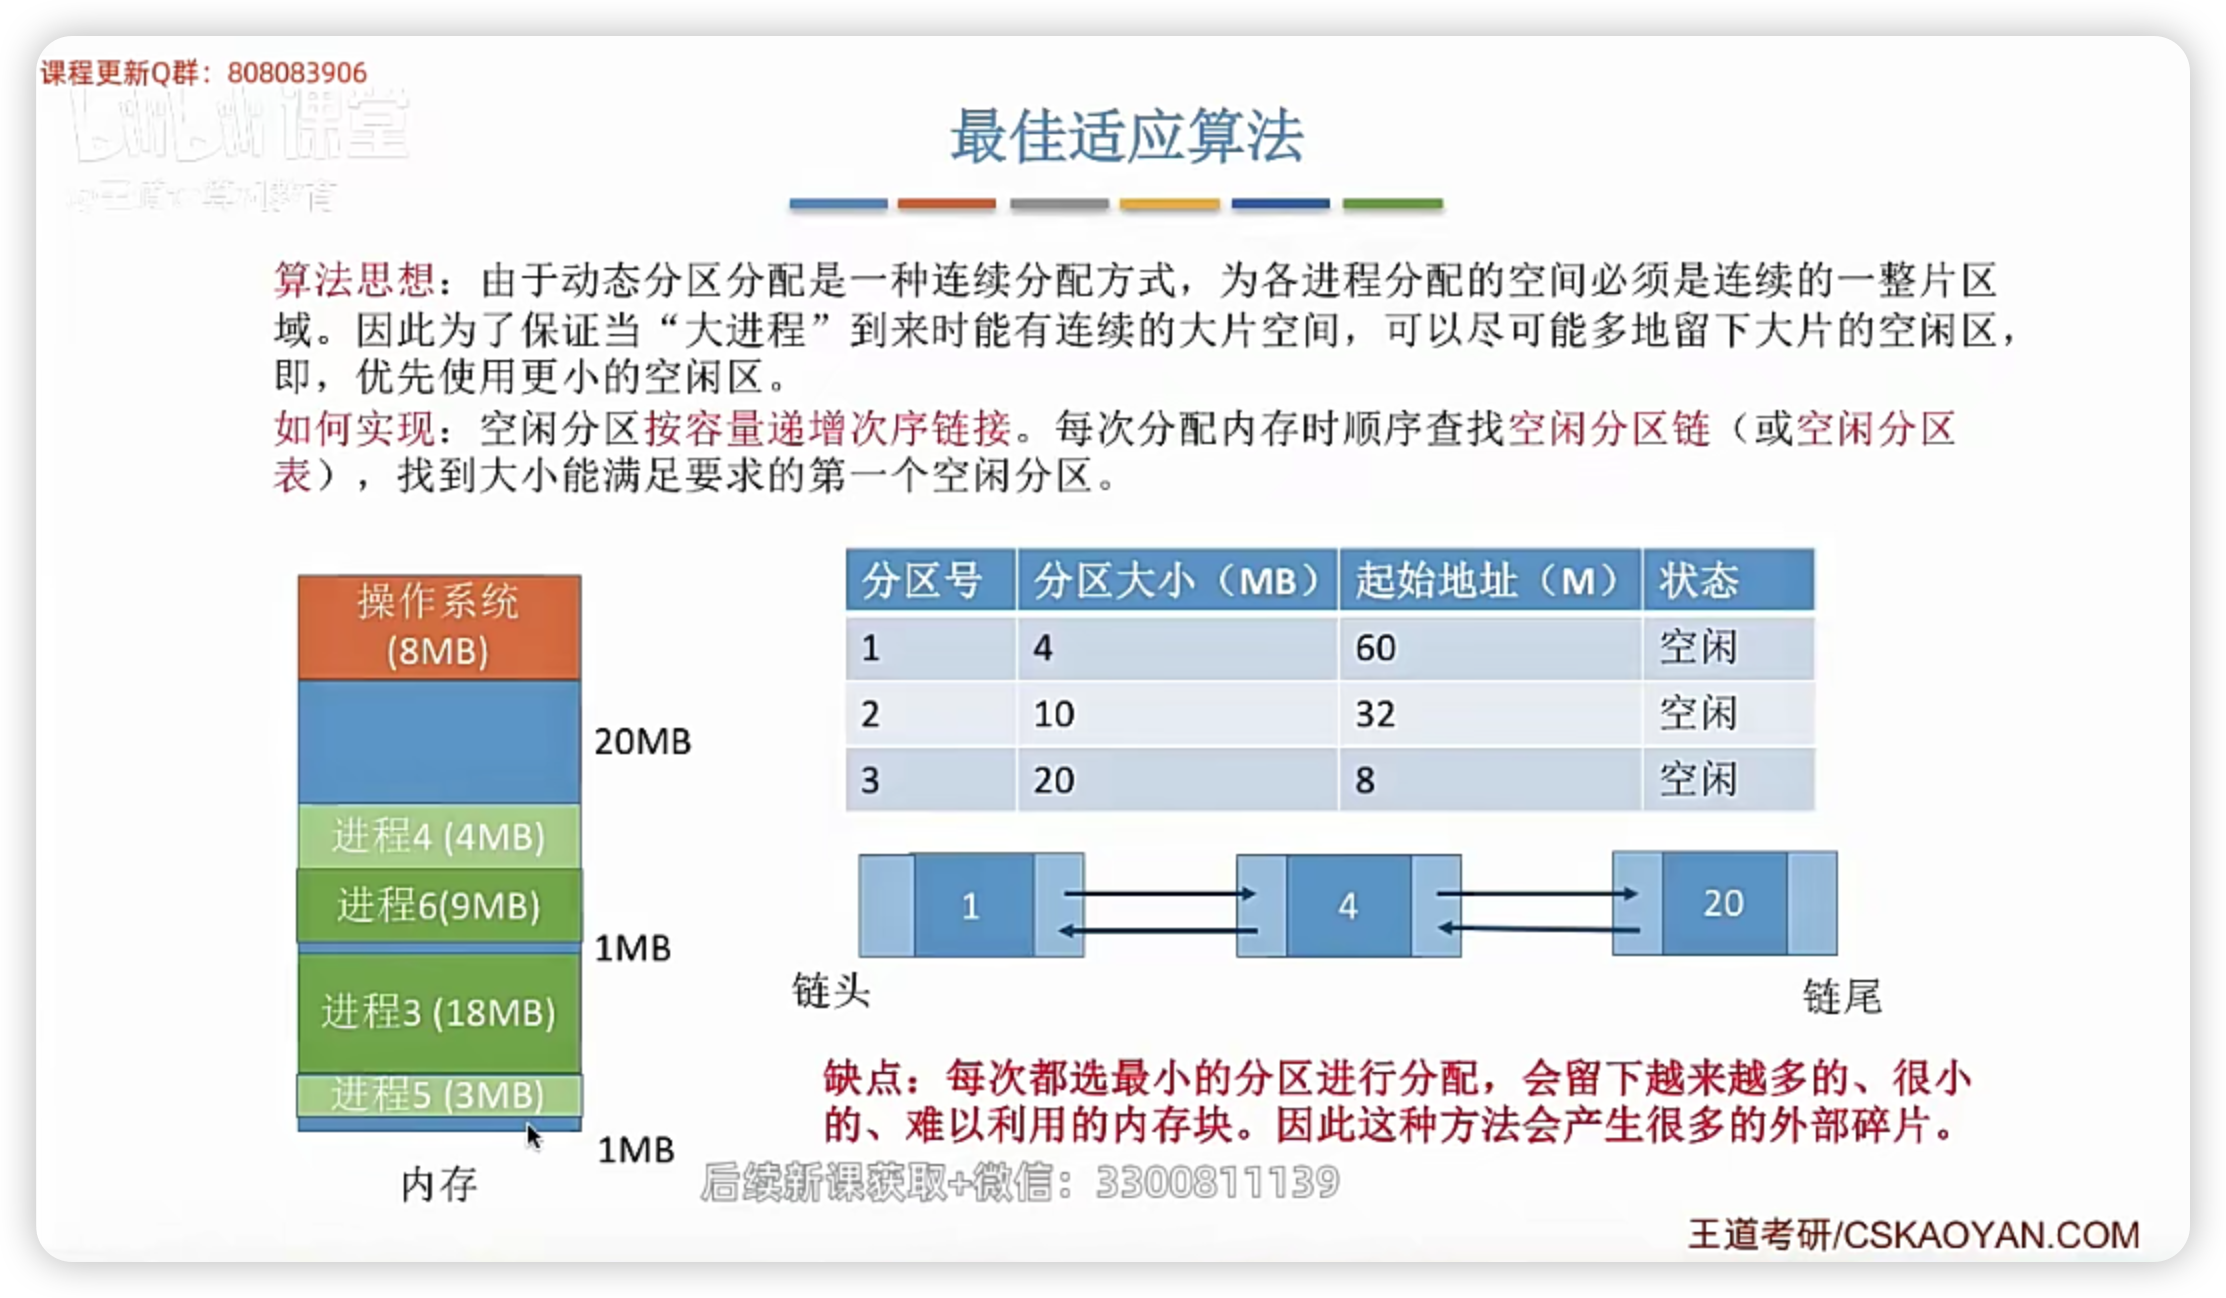 课程更新Q群：808083906
bilibili课堂
最佳适应算法
算法思想：由于动态分区分配是一种连续分配方式，为各进程分配的空间必须是连续的一整片区
域。因此为了保证当“大进程”到来时能有连续的大片空间，可以尽可能多地留下大片的空闲区，
即，优先使用更小的空闲区。
如何实现：空闲分区按容量递增次序链接。每次分配内存时顺序查找空闲分区链（或空闲分区
表），找到大小能满足要求的第一个空闲分区。
操作系统
(8MB)
20MB
进程4 (4MB)
进程6(9MB)
1MB
进程3 (18MB)
进程5 (3MB)
1MB
内存
分区号 分区大小（MB） 起始地址（M） 状态
1 4 60 空闲
2 10 32 空闲
3 20 8 空闲
1 4 20
链头 链尾
缺点：每次都选最小的分区进行分配，会留下越来越多的、很小
的、难以利用的内存块。因此这种方法会产生很多的外部碎片。
后续新课获取+微信：3300811139
王道考研/CSKAOYAN.COM